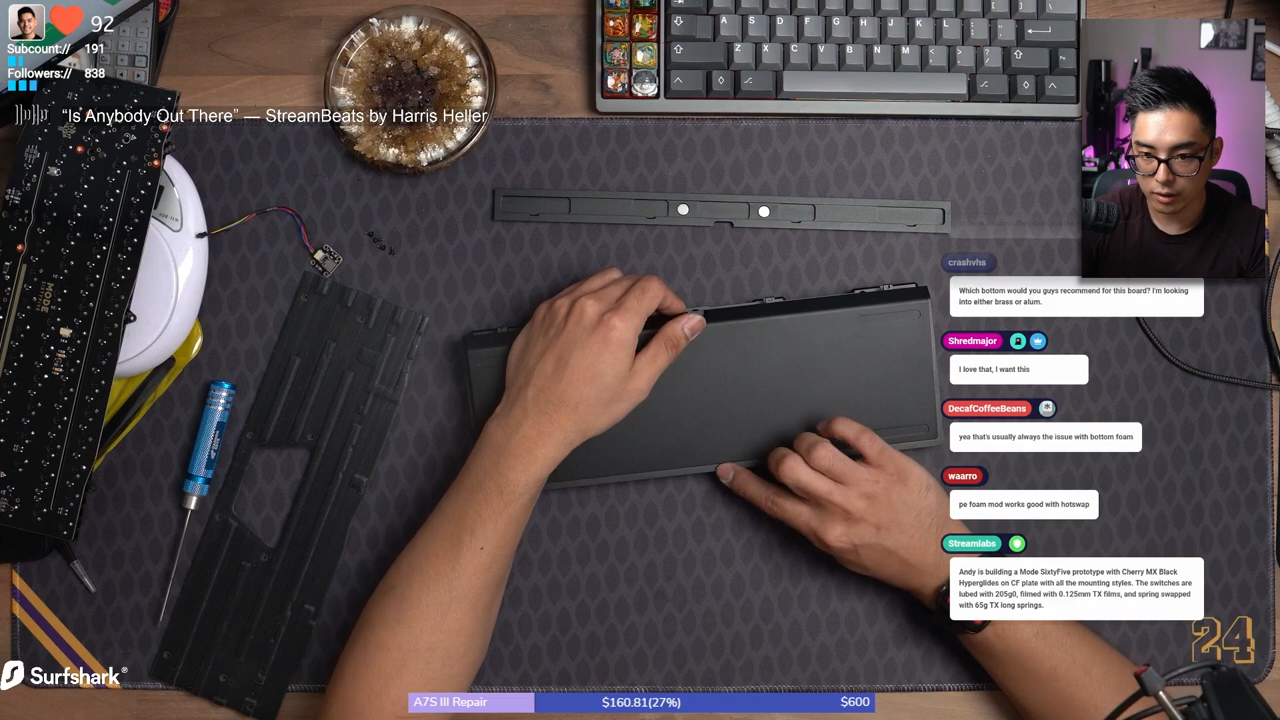 92
Subcount:// 191
Followers:// 838
“Is Anybody Out There” — StreamBeats by Harris Heller
A S D F G H J K L
Z X C V B N M
MODE
crashvhs
Which bottom would you guys recommend for this board? I'm looking
into either brass or alum.
Shredmajor
I love that, I want this
DecafCoffeeBeans
yea that's usually always the issue with bottom foam
waarro
pe foam mod works good with hotswap
Streamlabs
Andy is building a Mode SixtyFive prototype with Cherry MX Black
Hyperglides on CF plate with all the mounting styles. The switches are
lubed with 205g0, filmed with 0.125mm TX films, and spring swapped
with 65g TX long springs.
24
Surfshark®
A7S III Repair $160.81(27%) $600